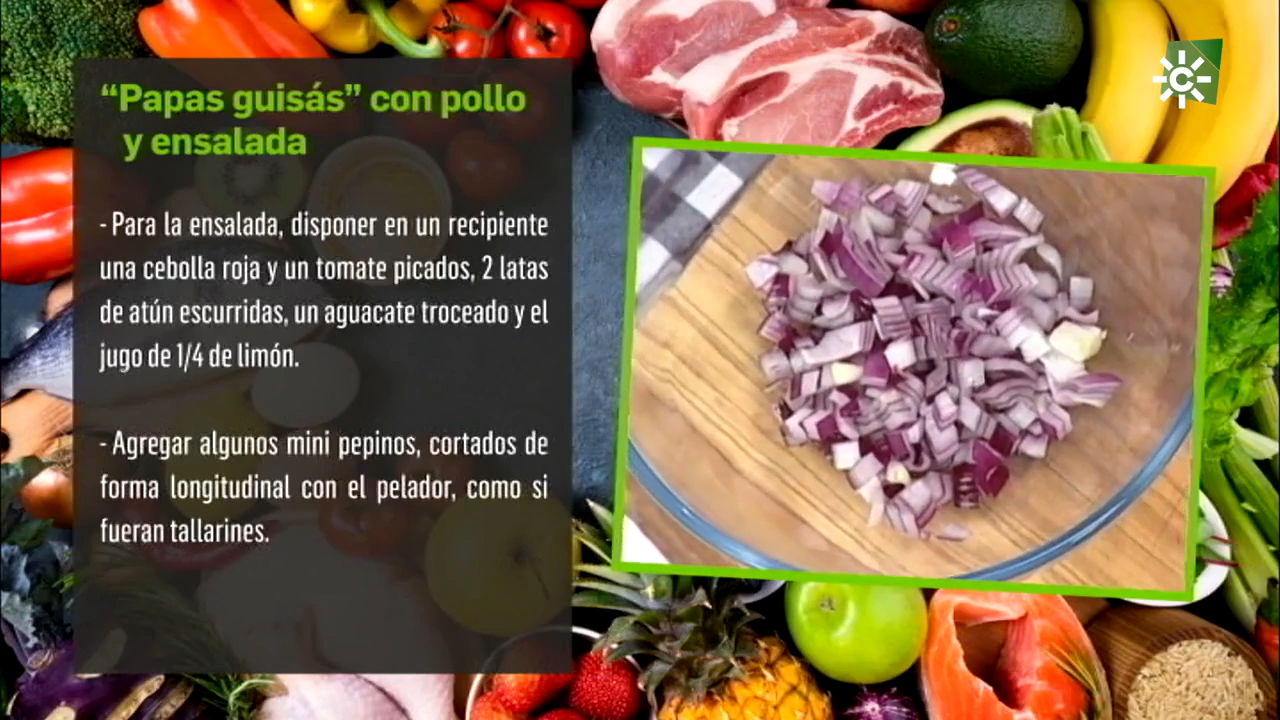 “Papas guisás” con pollo
y ensalada
- Para la ensalada, disponer en un recipiente
una cebolla roja y un tomate picados, 2 latas
de atún escurridas, un aguacate troceado y el
jugo de 1/4 de limón.
- Agregar algunos mini pepinos, cortados de
forma longitudinal con el pelador, como si
fueran tallarines.